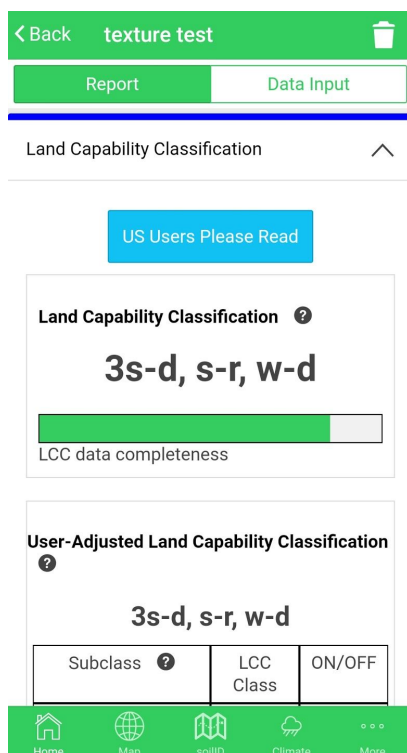 Back texture test
Report Data Input
Land Capability Classification
US Users Please Read
Land Capability Classification ?
3s-d, s-r, w-d
LCC data completeness
User-Adjusted Land Capability Classification
?
3s-d, s-r, w-d
Subclass ? LCC ON/OFF
Class
Home Map soilID Climate More